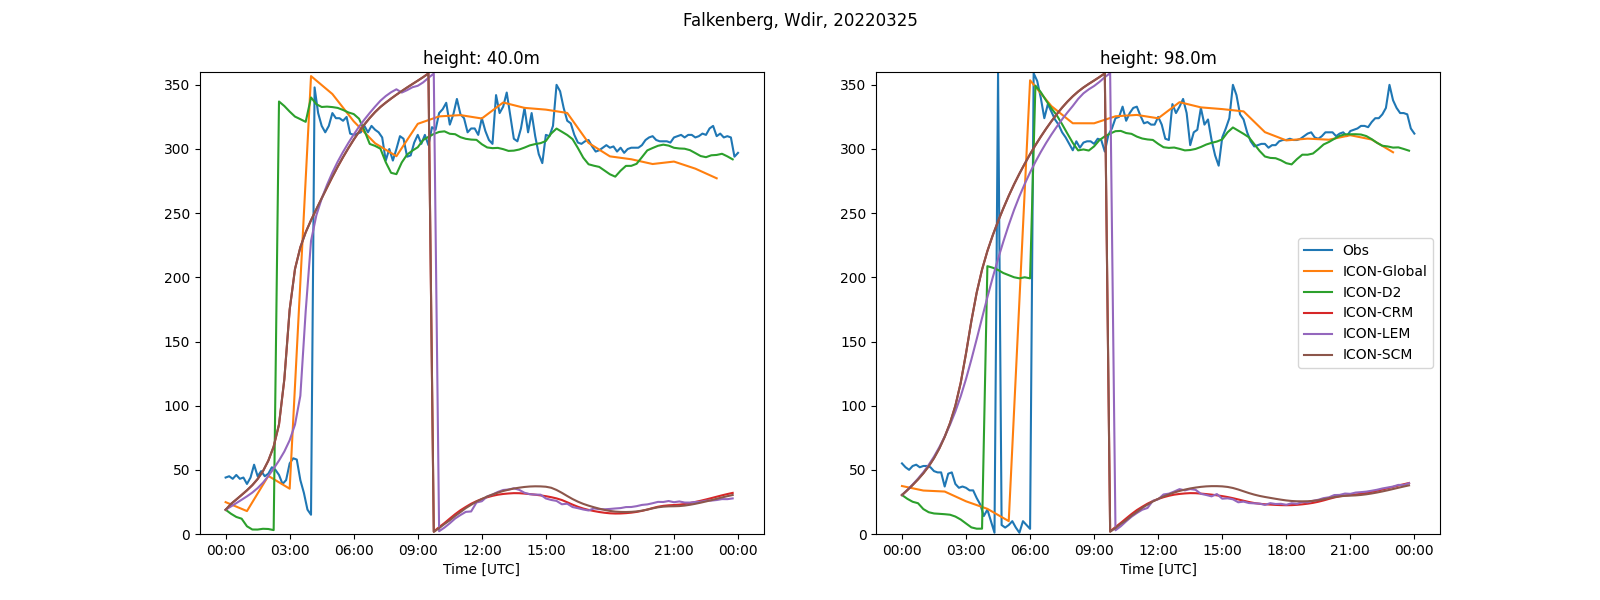 Falkenberg, Wdir, 20220325
height: 40.0m
350
300
250
200
150
100
50
0
00:00 03:00 06:00 09:00 12:00 15:00 18:00 21:00 00:00
Time [UTC]
height: 98.0m
350
300
250
200
150
100
50
0
00:00 03:00 06:00 09:00 12:00 15:00 18:00 21:00 00:00
Time [UTC]
Obs
ICON-Global
ICON-D2
ICON-CRM
ICON-LEM
ICON-SCM